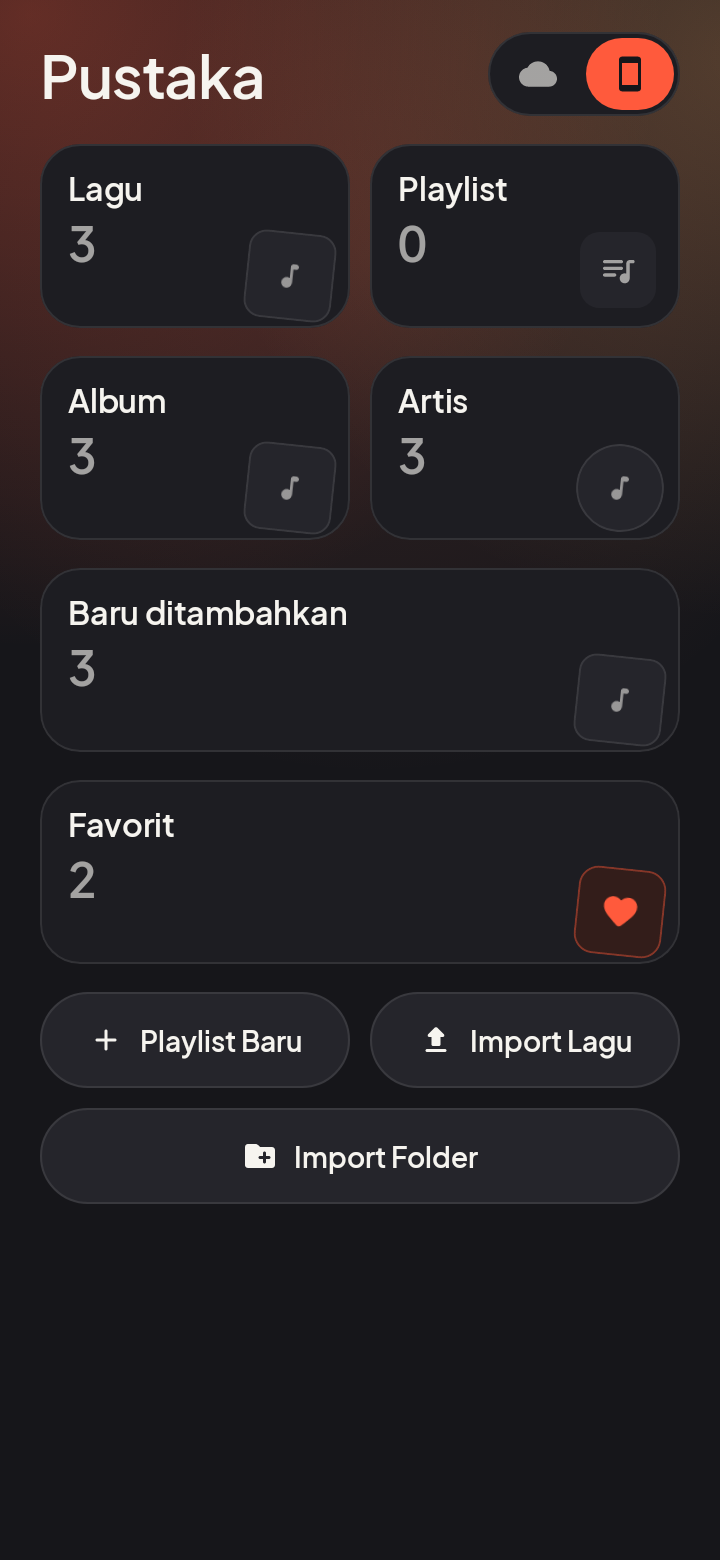 Pustaka
Lagu
3
Playlist
0
Album
3
Artis
3
Baru ditambahkan
3
Favorit
2
Playlist Baru
Import Lagu
Import Folder